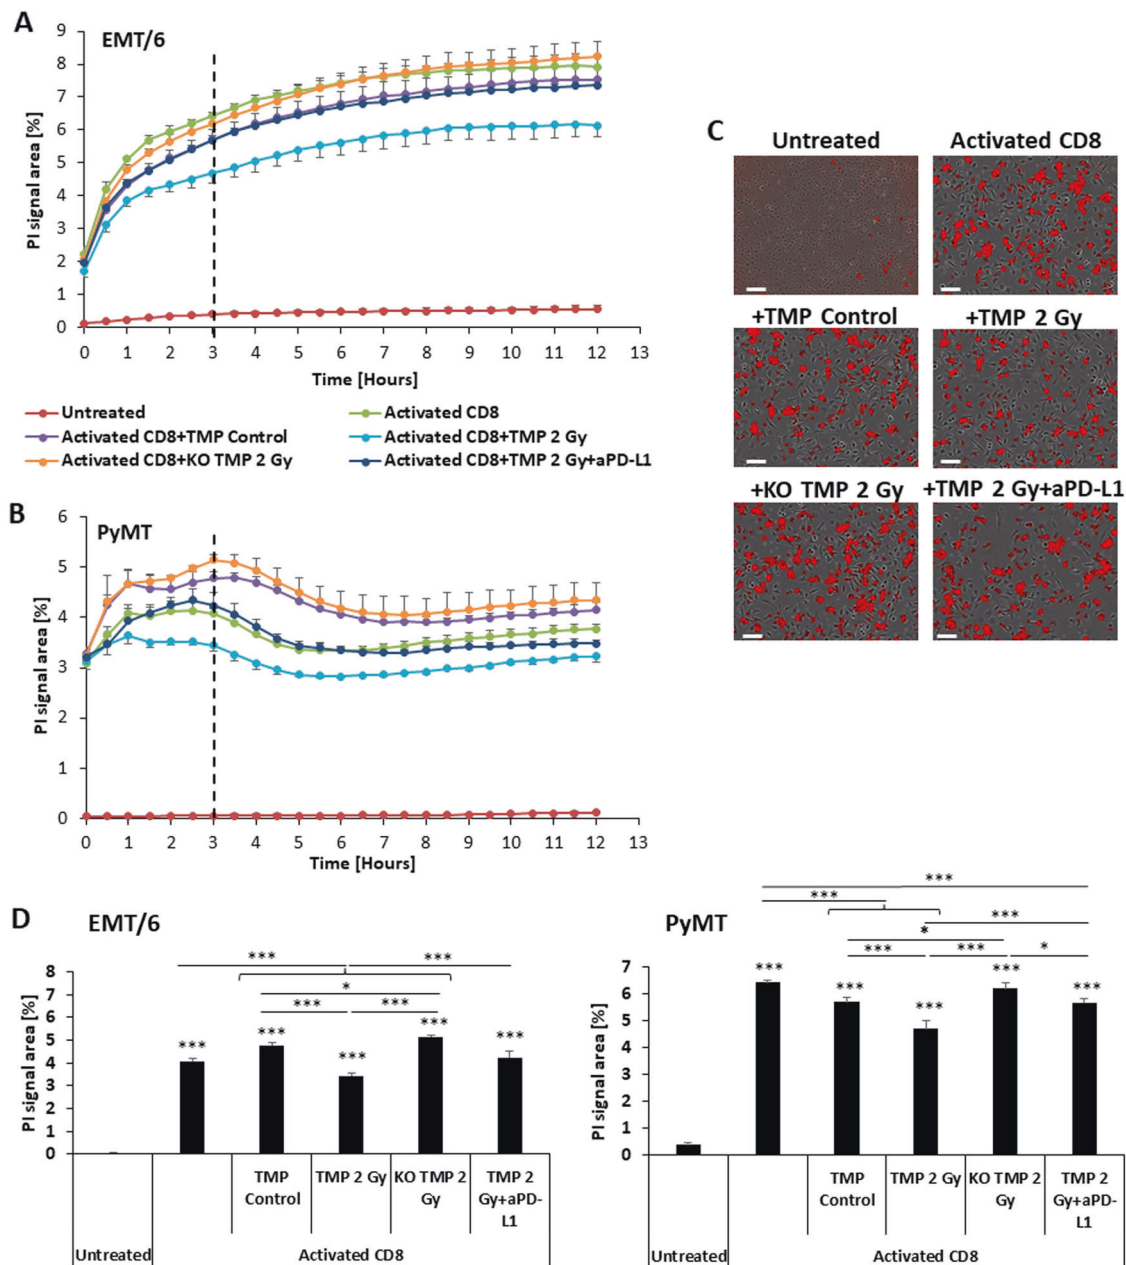 A
EMT/6
PI signal area [%]
9
8
7
6
5
4
3
2
1
0
0 1 2 3 4 5 6 7 8 9 10 11 12 13
Time [Hours]
Untreated
Activated CD8
Activated CD8+TMP Control
Activated CD8+TMP 2 Gy
Activated CD8+KO TMP 2 Gy
Activated CD8+TMP 2 Gy+aPD-L1
B
PyMT
PI signal area [%]
6
5
4
3
2
1
0
0 1 2 3 4 5 6 7 8 9 10 11 12 13
Time [Hours]
C
Untreated
Activated CD8
+TMP Control
+TMP 2 Gy
+KO TMP 2 Gy
+TMP 2 Gy+aPD-L1
D
EMT/6
*** ***
*
*** ***
*** *** *** *** ***
PI signal area [%]
8
7
6
5
4
3
2
1
0
TMP
Control
TMP 2 Gy
KO TMP 2
Gy
TMP 2
Gy+aPD-
L1
Untreated
Activated CD8
PyMT
***
***
***
*
*** *** *
*** *** *** *** ***
PI signal area [%]
7
6
5
4
3
2
1
0
TMP
Control
TMP 2 Gy
KO TMP 2
Gy
TMP 2
Gy+aPD-
L1
Untreated
Activated CD8